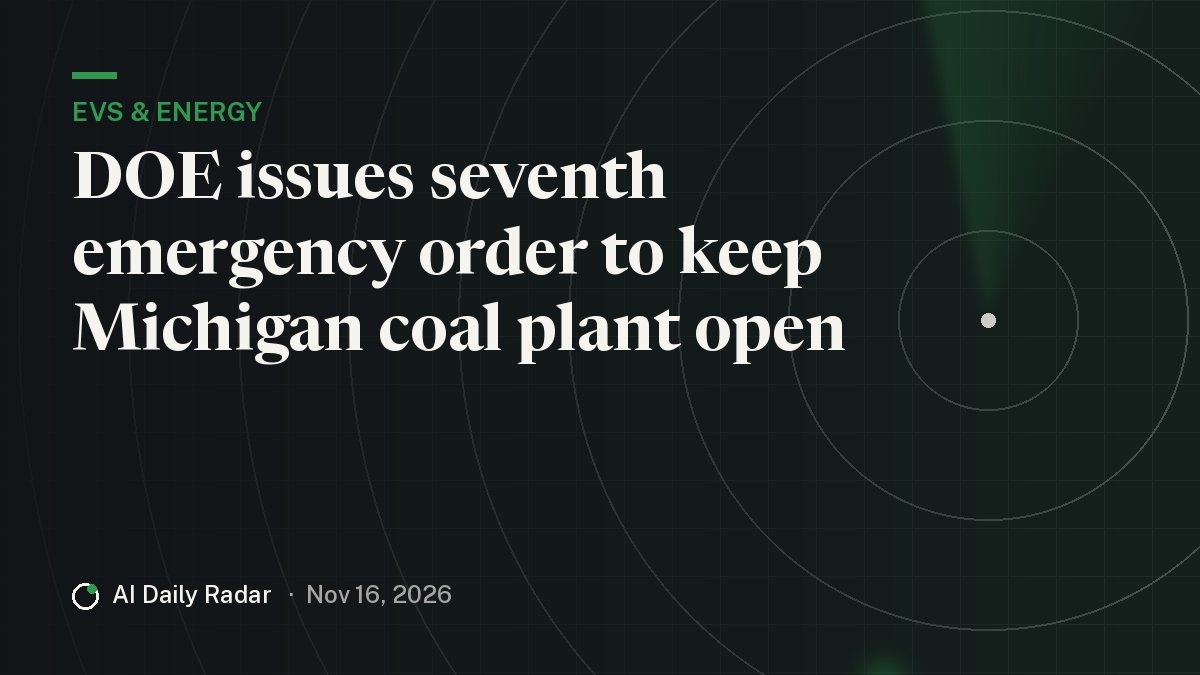 EVS & ENERGY
DOE issues seventh
emergency order to keep
Michigan coal plant open
AI Daily Radar · Nov 16, 2026